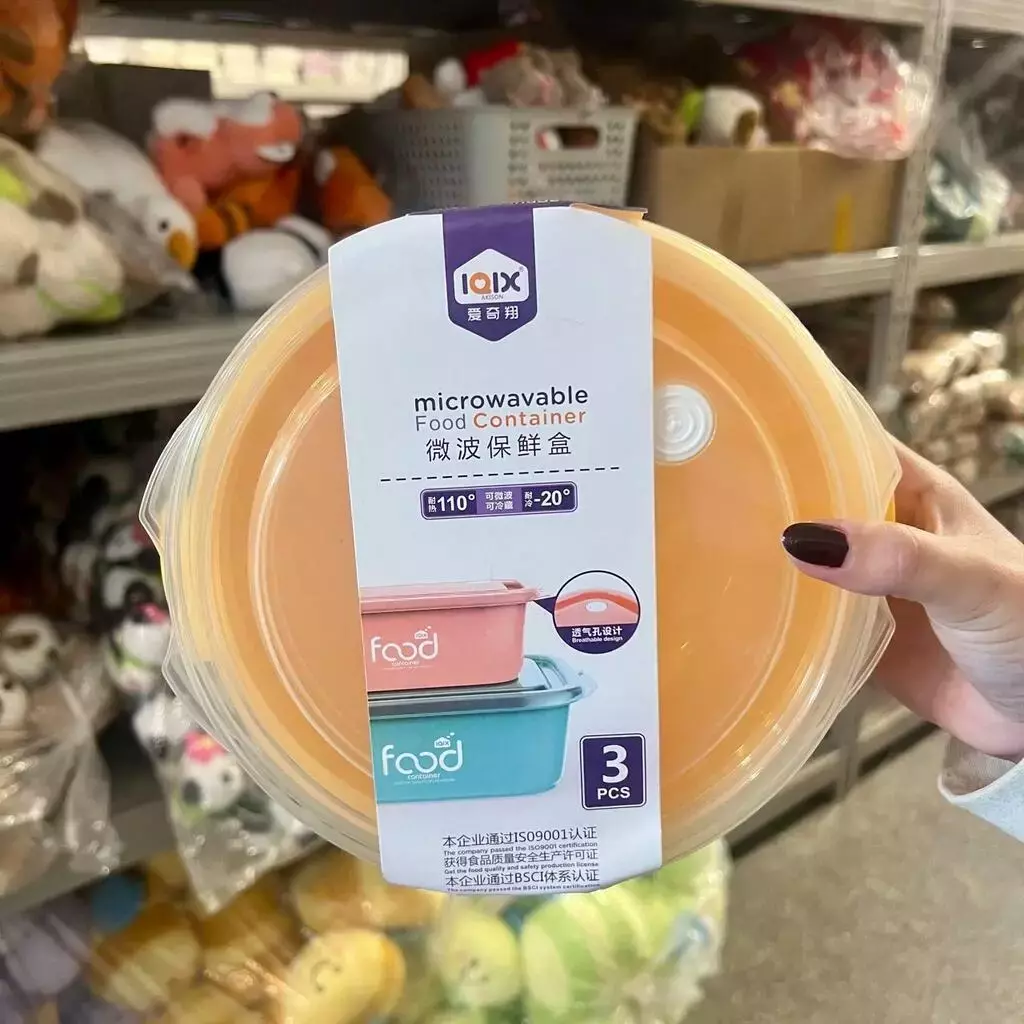 IQIX
AKISON
爱奇翔
microwavable
Food Container
微波保鲜盒
耐热110° 可微波 可冷藏 耐冷-20°
透气孔设计
Breathable design
food
container
IQIX
food
container
3
PCS
本企业通过ISO9001认证
The company passed the ISO9001 certification
获得食品质量安全生产许可证
Get the food quality and safety production license
本企业通过BSCI体系认证
The company passed the BSCI system certification